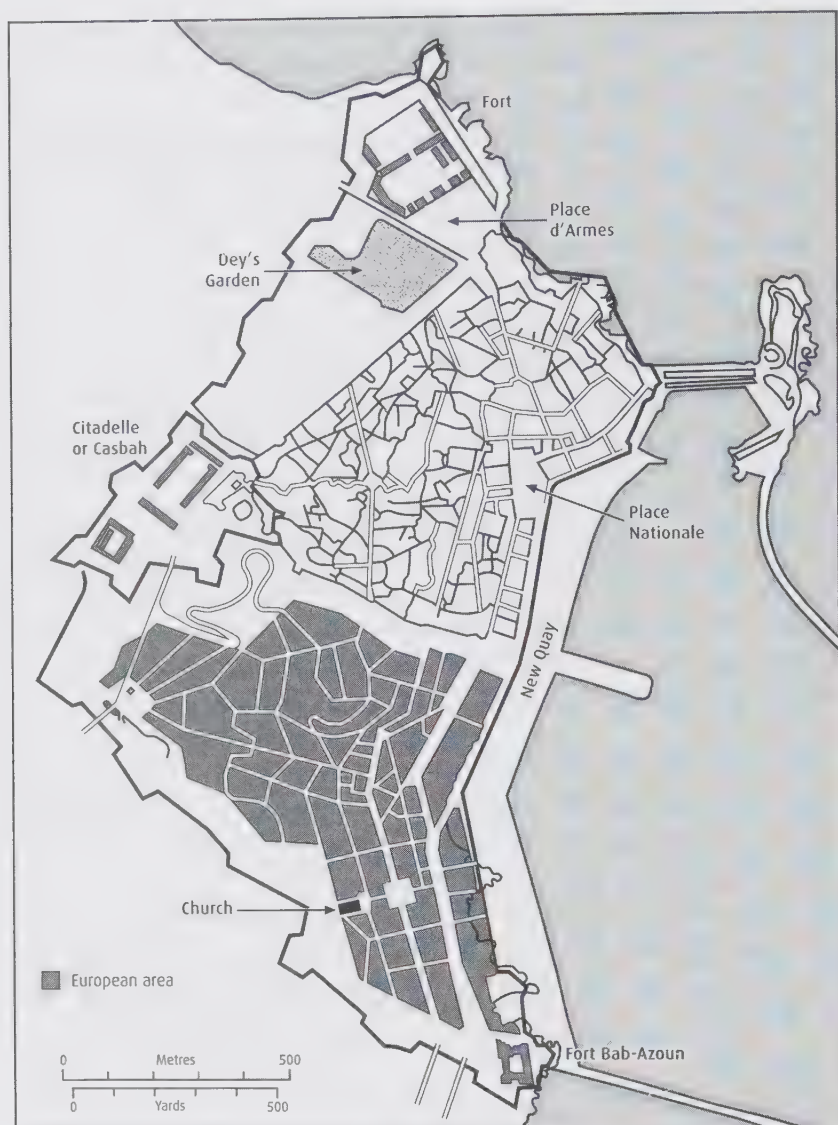 Fort
Place
d'Armes
Dey's
Garden
Citadelle
or Casbah
Place
Nationale
New Quay
Church
European area
Fort Bab-Azoun
0 Metres 500
0 Yards 500